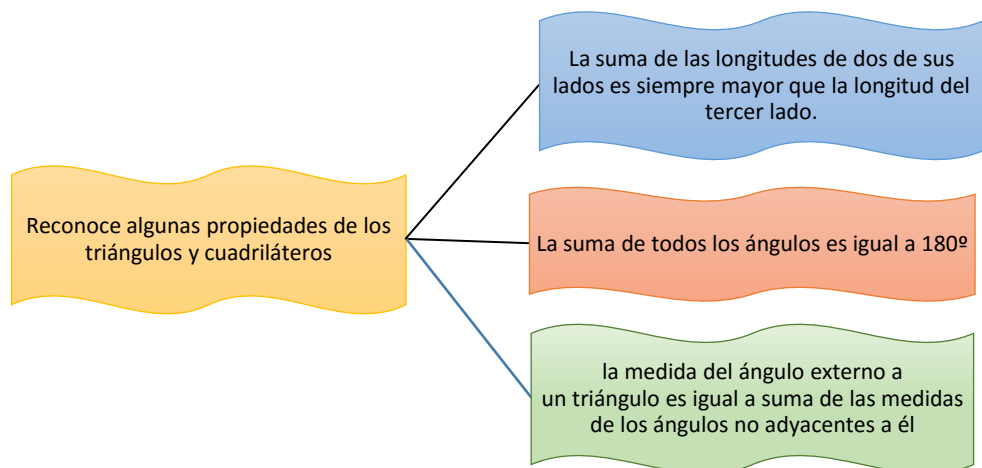 La suma de las longitudes de dos de sus
lados es siempre mayor que la longitud del
tercer lado.
Reconoce algunas propiedades de los
triángulos y cuadriláteros
La suma de todos los ángulos es igual a 180º
la medida del ángulo externo a
un triángulo es igual a suma de las medidas
de los ángulos no adyacentes a él